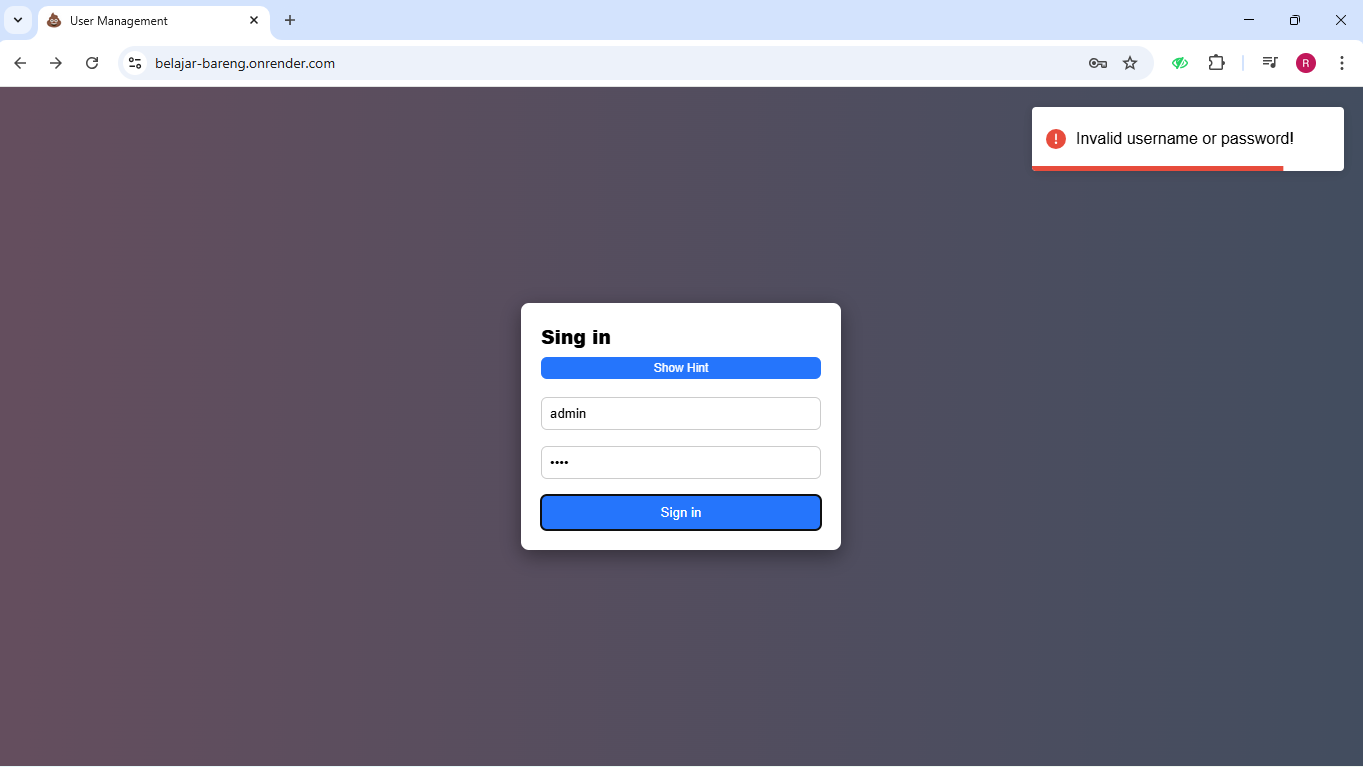 User Management
belajar-bareng.onrender.com
R
Invalid username or password!
Sing in
Show Hint
admin
••••
Sign in